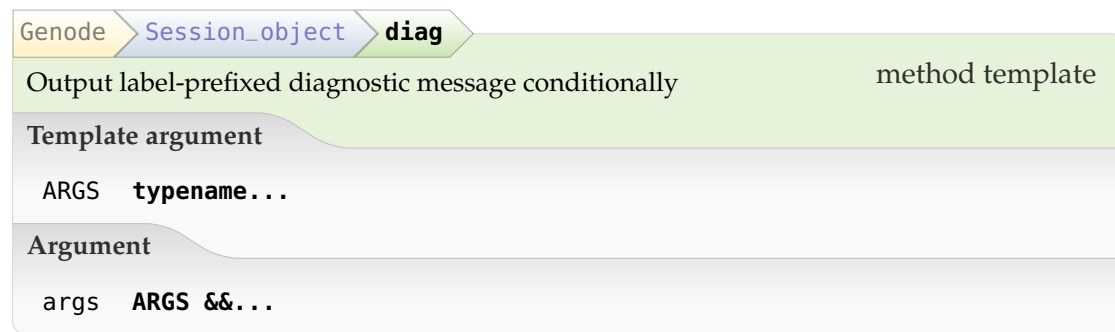 Genode Session_object diag
Output label-prefixed diagnostic message conditionally method template
Template argument
ARGS typename...
Argument
args ARGS &&...